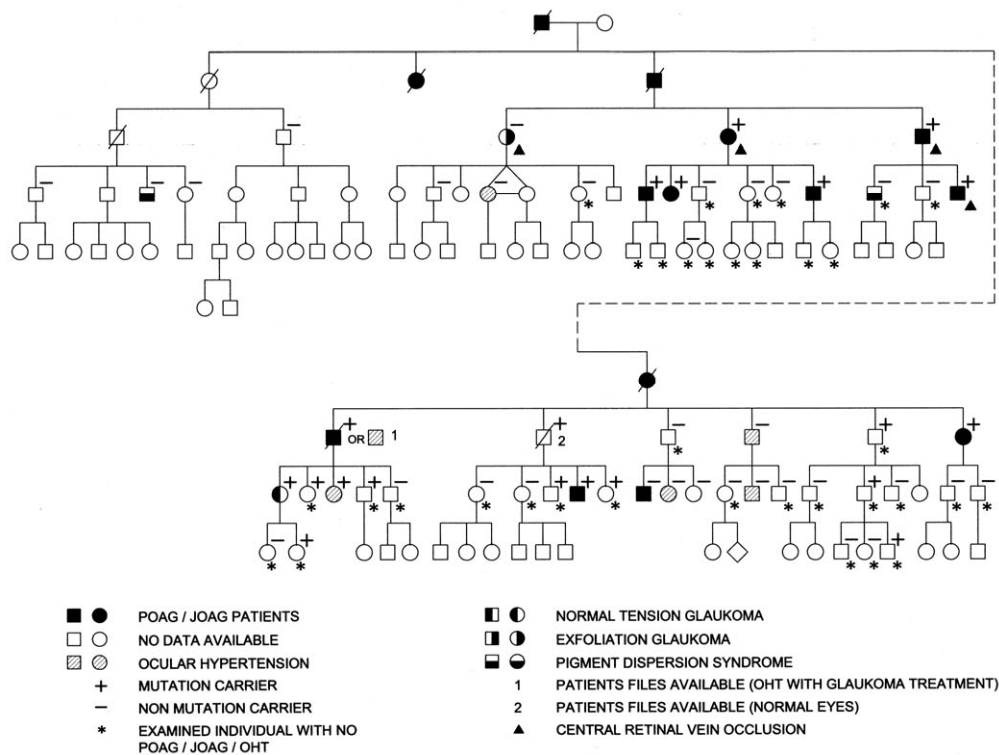 OR 1
2
POAG / JOAG PATIENTS
NO DATA AVAILABLE
OCULAR HYPERTENSION
+ MUTATION CARRIER
− NON MUTATION CARRIER
* EXAMINED INDIVIDUAL WITH NO
POAG / JOAG / OHT
NORMAL TENSION GLAUKOMA
EXFOLIATION GLAUKOMA
PIGMENT DISPERSION SYNDROME
1 PATIENTS FILES AVAILABLE (OHT WITH GLAUKOMA TREATMENT)
2 PATIENTS FILES AVAILABLE (NORMAL EYES)
▲ CENTRAL RETINAL VEIN OCCLUSION